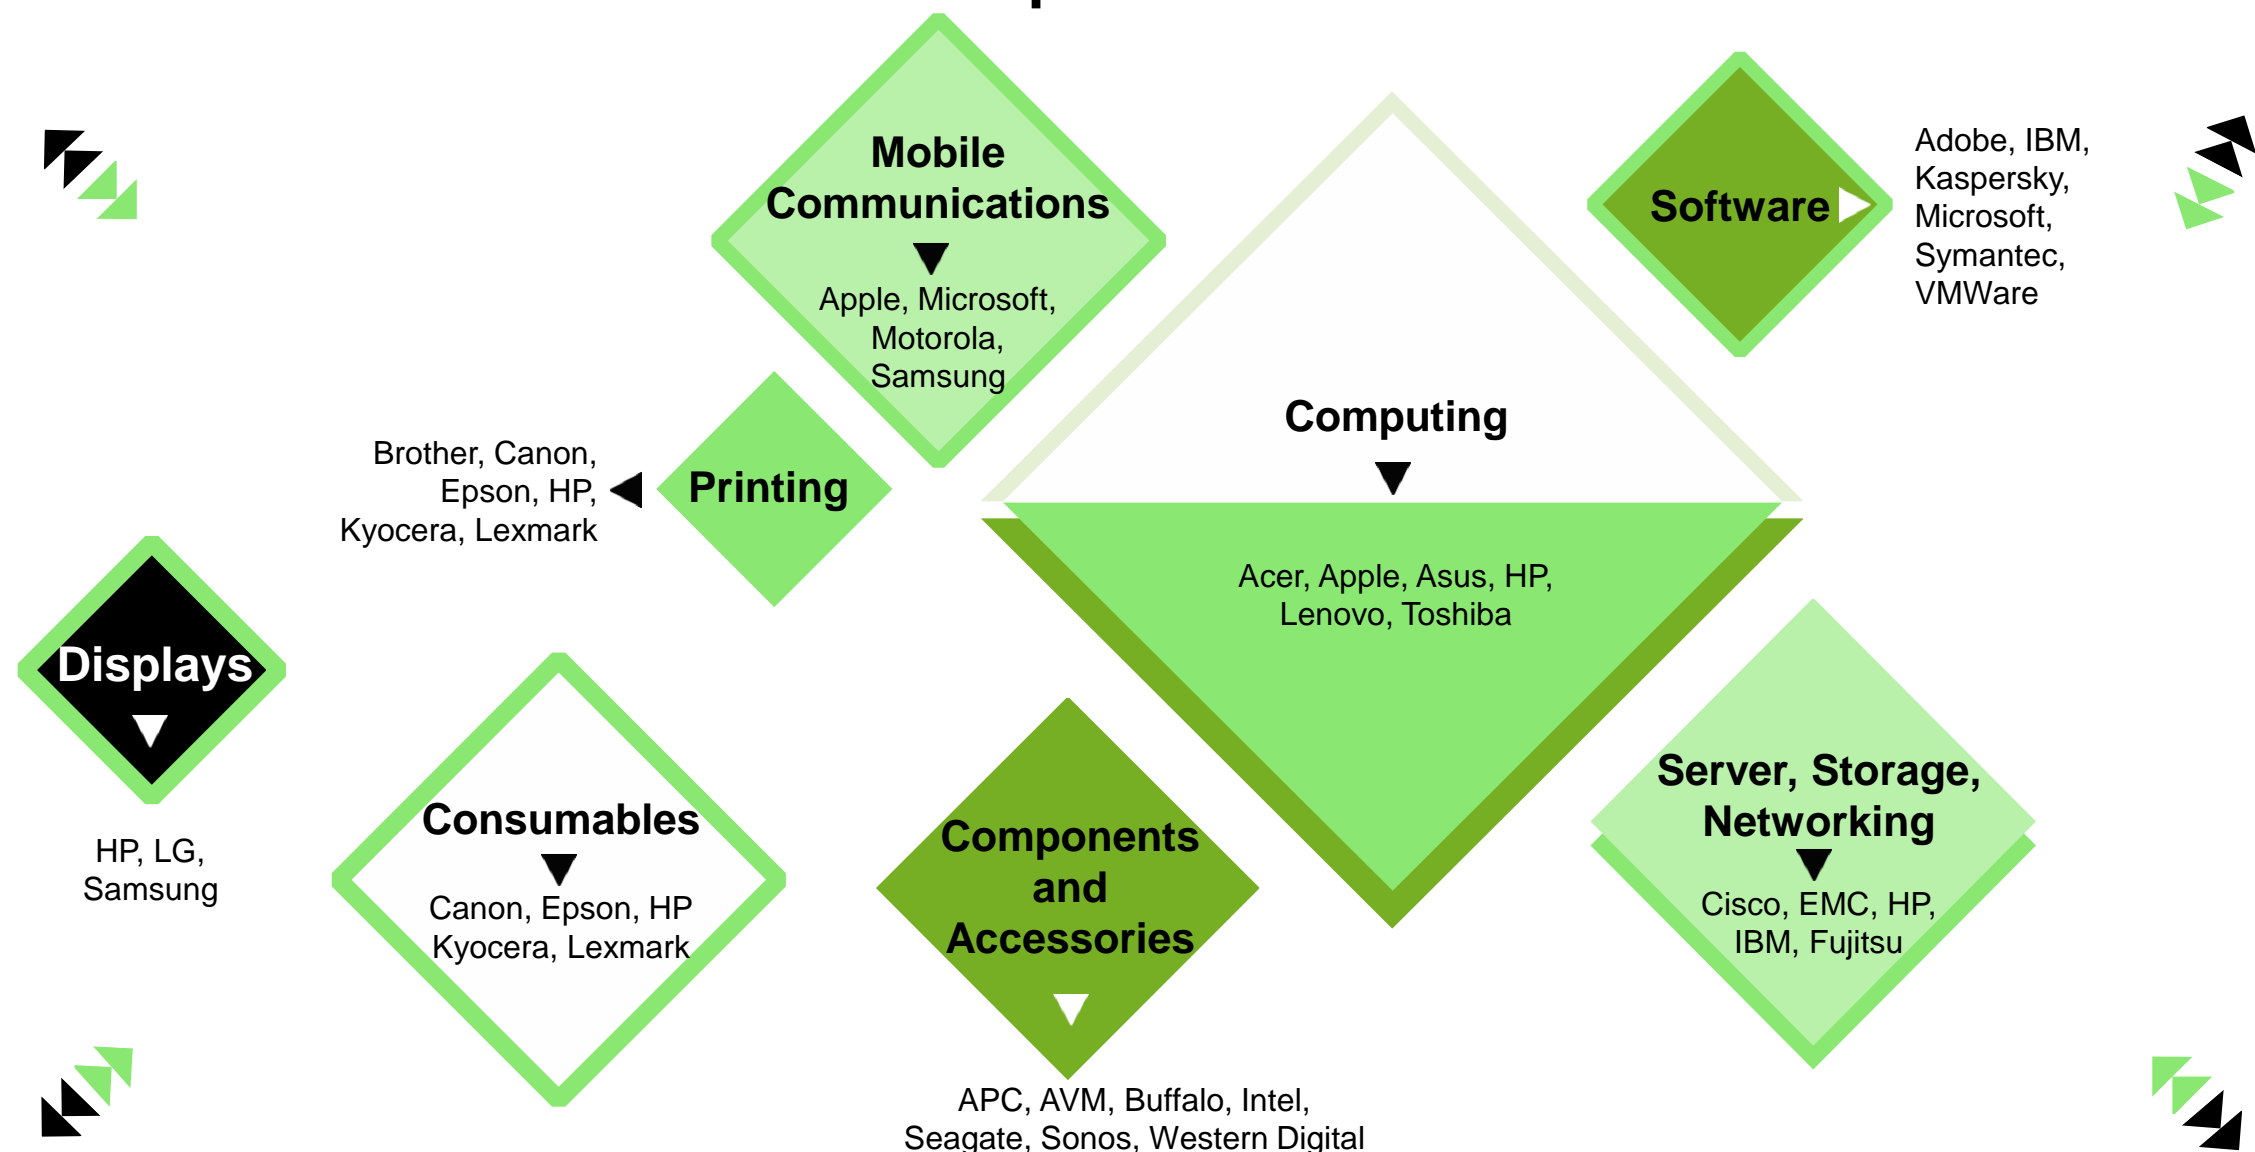 Mobile
Communications
Apple, Microsoft,
Motorola,
Samsung
Software
Adobe, IBM,
Kaspersky,
Microsoft,
Symantec,
VMWare
Computing
Acer, Apple, Asus, HP,
Lenovo, Toshiba
Printing
Brother, Canon,
Epson, HP,
Kyocera, Lexmark
Displays
HP, LG,
Samsung
Consumables
Canon, Epson, HP
Kyocera, Lexmark
Components
and
Accessories
APC, AVM, Buffalo, Intel,
Seagate, Sonos, Western Digital
Server, Storage,
Networking
Cisco, EMC, HP,
IBM, Fujitsu